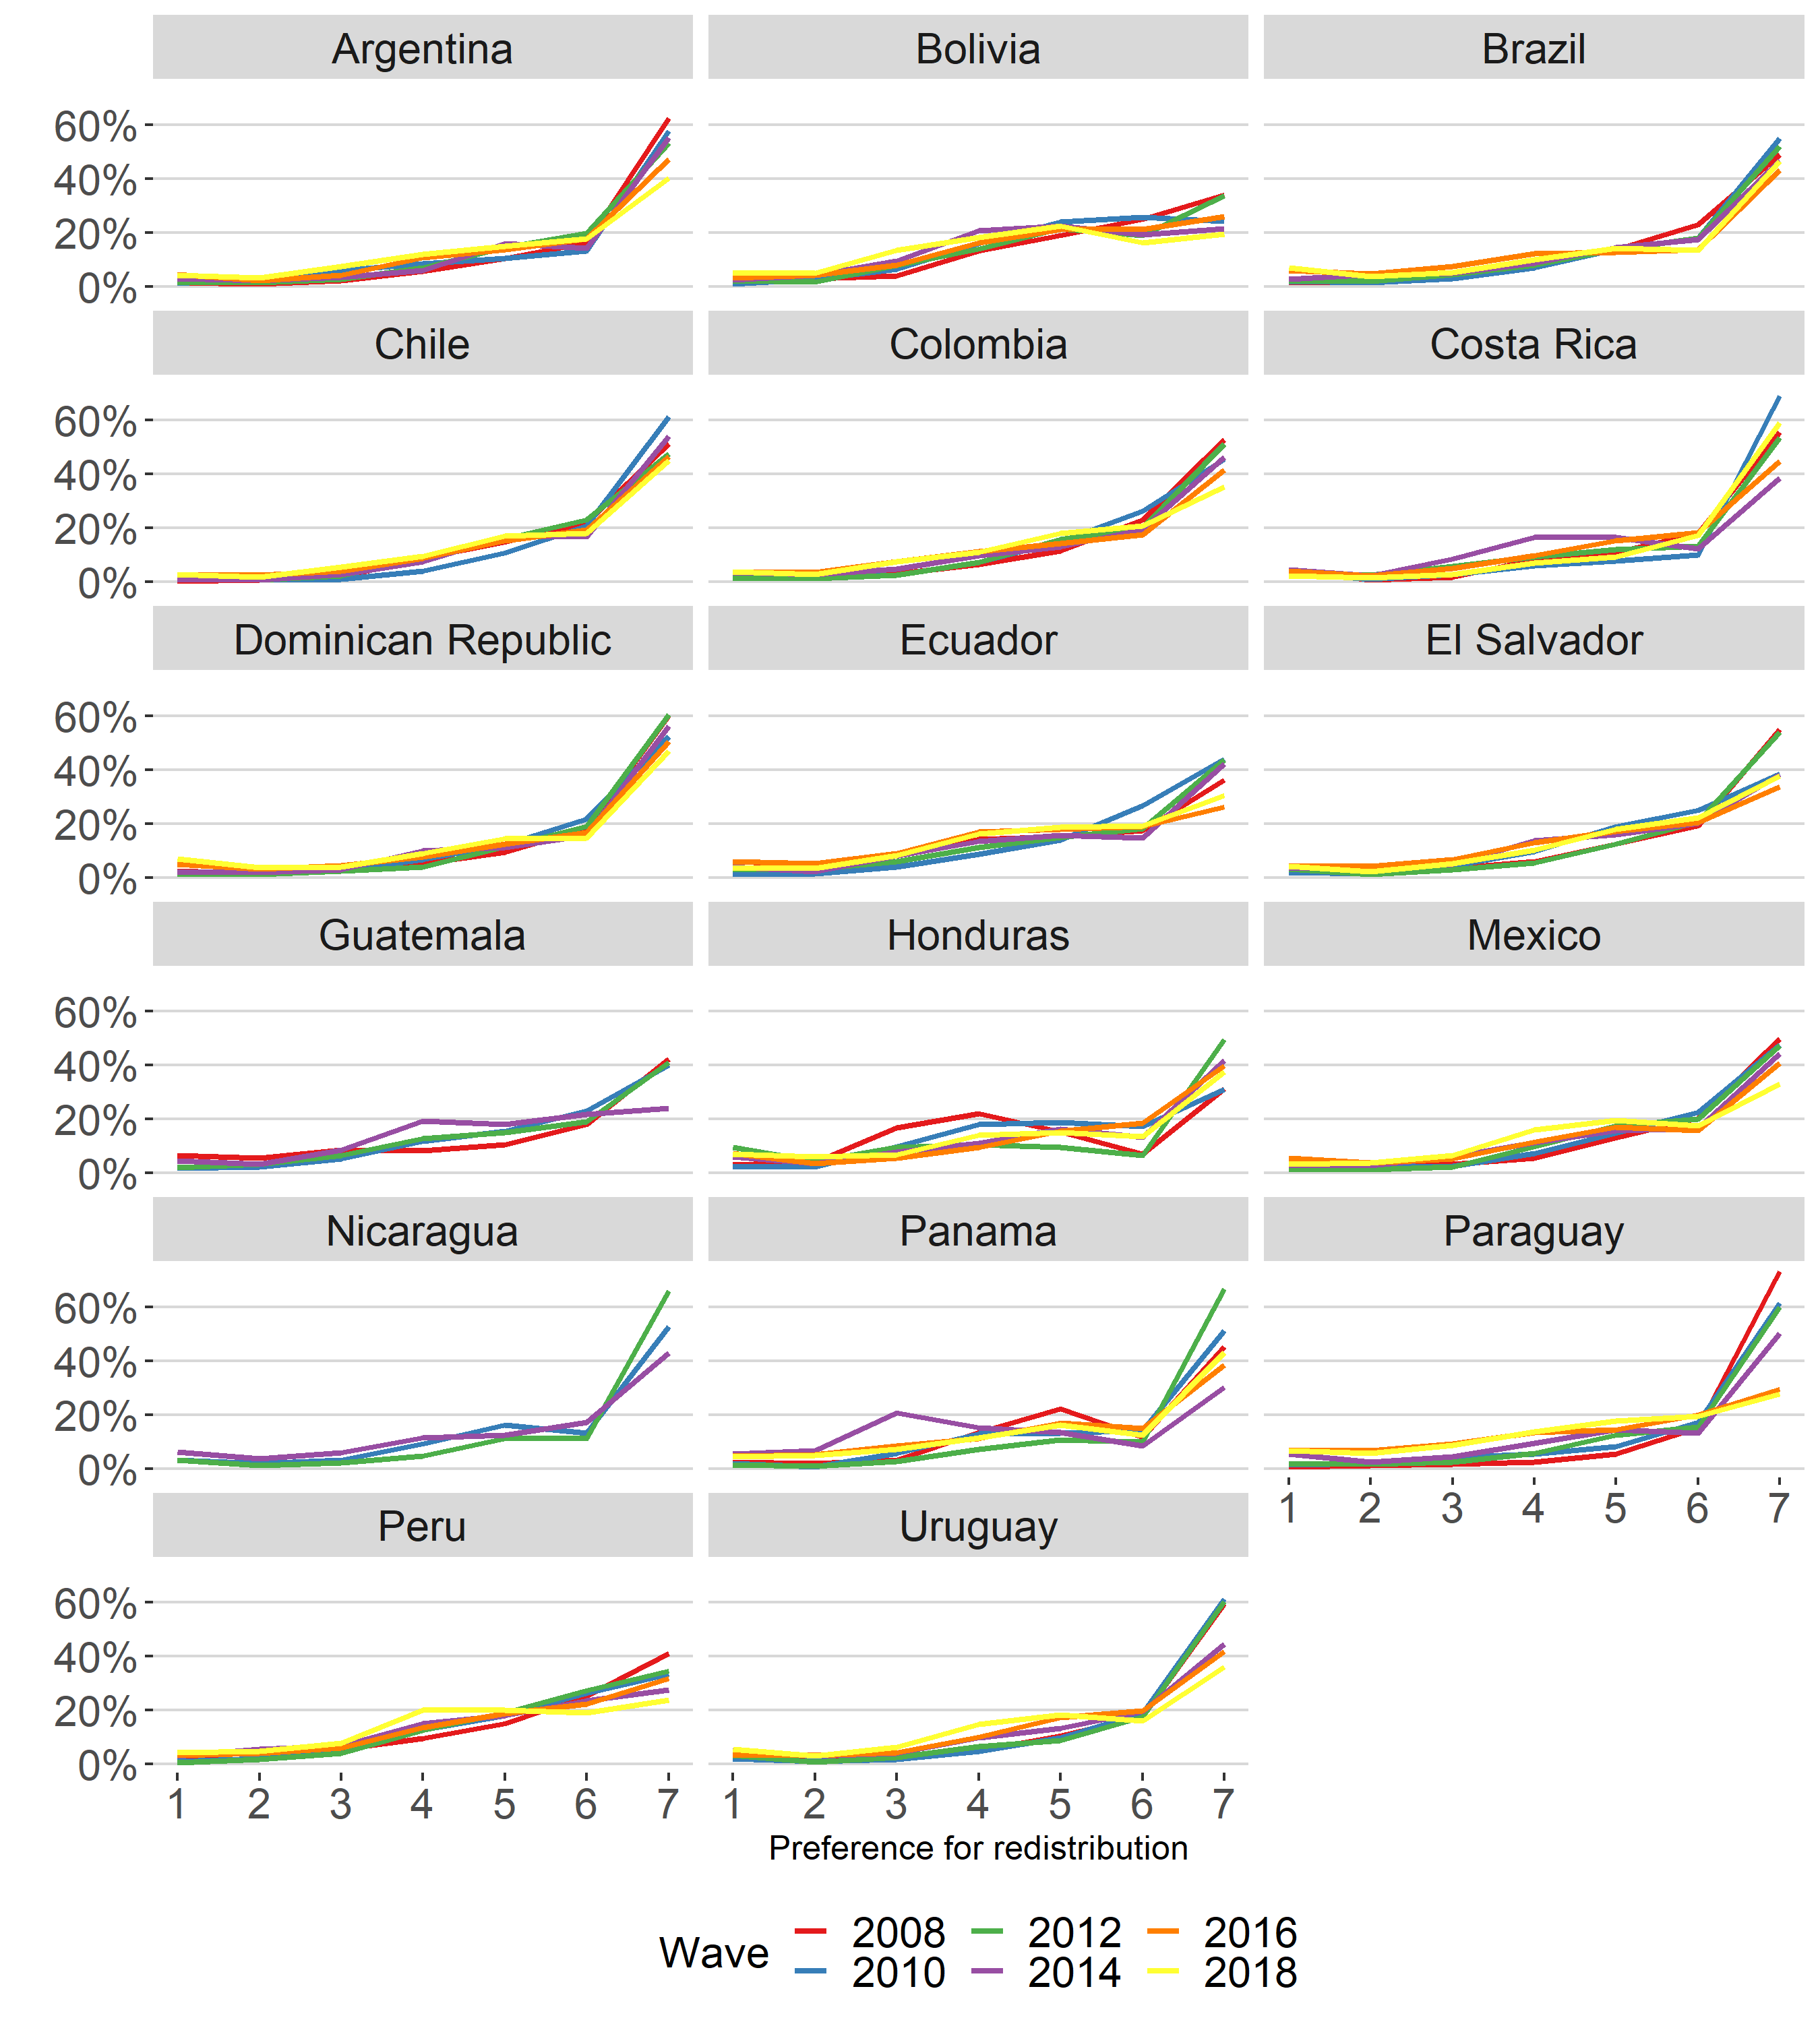 Argentina Bolivia Brazil
60%
40%
20%
0%
Chile Colombia Costa Rica
60%
40%
20%
0%
Dominican Republic Ecuador El Salvador
60%
40%
20%
0%
Guatemala Honduras Mexico
60%
40%
20%
0%
Nicaragua Panama Paraguay
60%
40%
20%
0%
1 2 3 4 5 6 7
Peru Uruguay
60%
40%
20%
0%
1 2 3 4 5 6 7 1 2 3 4 5 6 7
Preference for redistribution
Wave
2008 2012 2016
2010 2014 2018